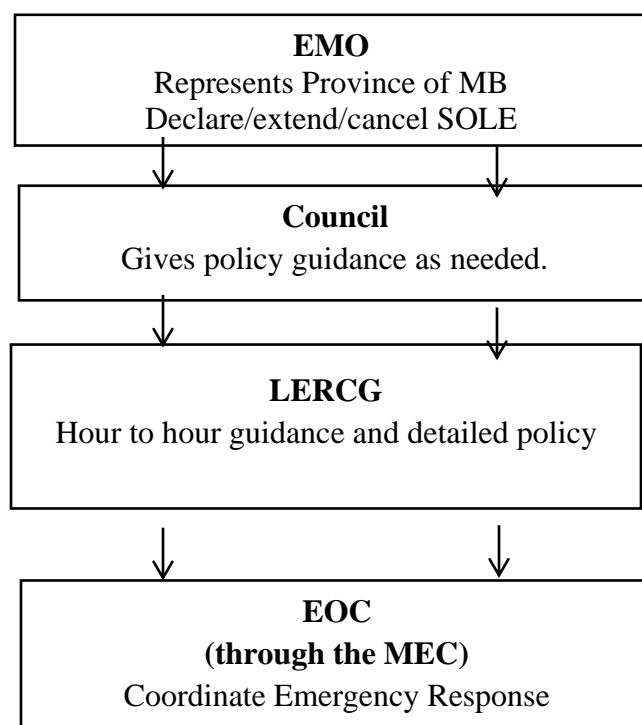 EMO
Represents Province of MB
Declare/extend/cancel SOLE
Council
Gives policy guidance as needed.
LERCG
Hour to hour guidance and detailed policy
EOC
(through the MEC)
Coordinate Emergency Response